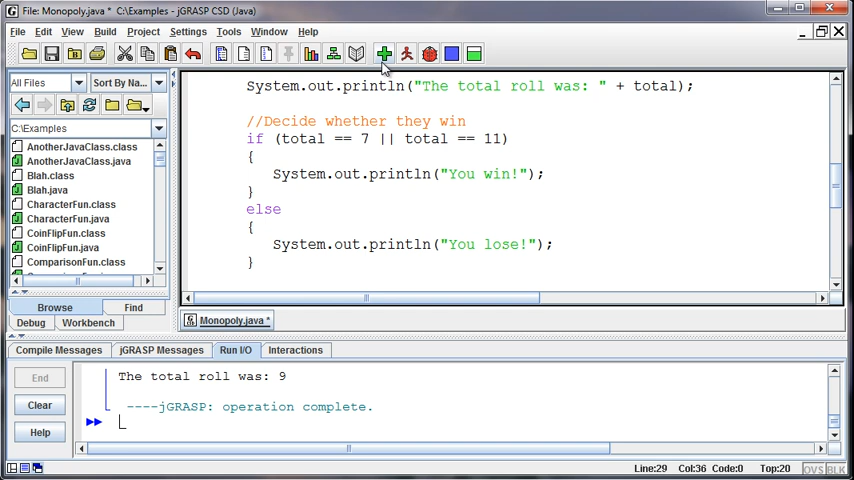 File: Monopoly.java * C:\Examples - jGRASP CSD (Java)
File Edit View Build Project Settings Tools Window Help
All Files Sort By Na...
System.out.println("The total roll was: " + total);
C:\Examples
//Decide whether they win
if (total == 7 || total == 11)
{
System.out.println("You win!");
}
else
{
System.out.println("You lose!");
}
AnotherJavaClass.class
AnotherJavaClass.java
Blah.class
Blah.java
CharacterFun.class
CharacterFun.java
CoinFlipFun.class
CoinFlipFun.java
ComparisonFun.class
Browse Find
Debug Workbench
Monopoly.java *
Compile Messages jGRASP Messages Run I/O Interactions
End
Clear
Help
The total roll was: 9
----jGRASP: operation complete.
Line:29 Col:36 Code:0 Top:20 OVS BLK